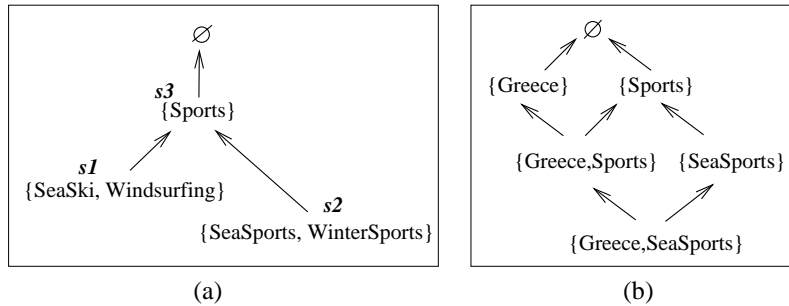 ∅
s3
{Sports}
s1
{SeaSki, Windsurfing}
s2
{SeaSports, WinterSports}
(a)
∅
{Greece} {Sports}
{Greece,Sports} {SeaSports}
{Greece,SeaSports}
(b)